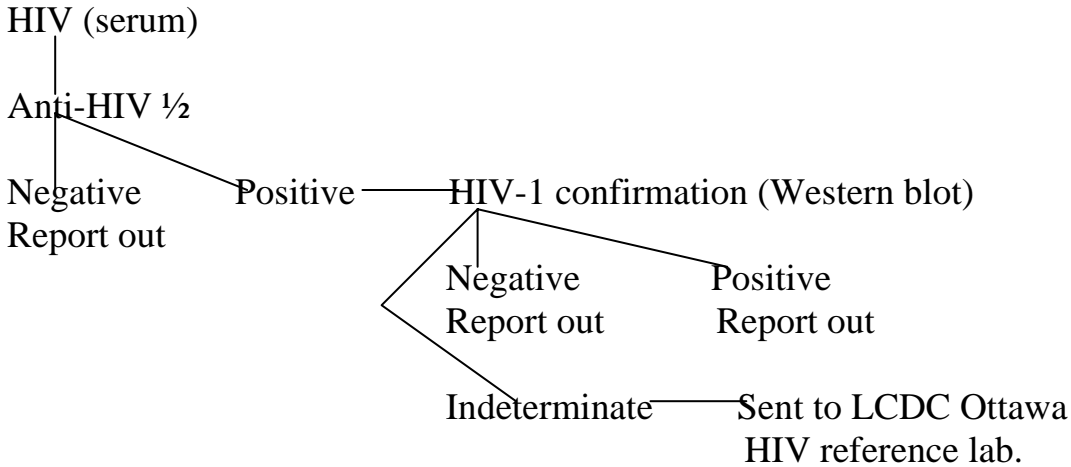 HIV (serum)
Anti-HIV ½
Negative Positive HIV-1 confirmation (Western blot)
Report out
Negative Positive
Report out Report out
Indeterminate Sent to LCDC Ottawa
HIV reference lab.